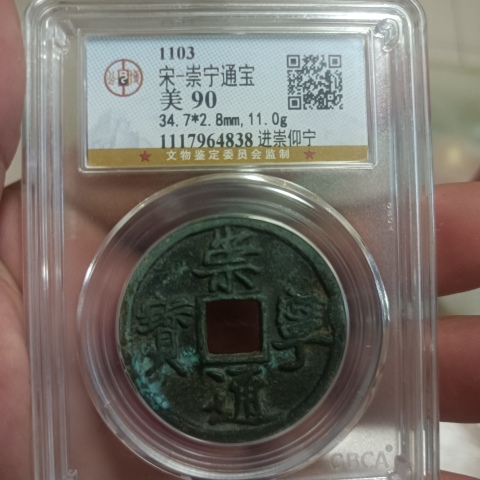 1103
宋-崇宁通宝
美 90
34.7*2.8mm,11.0g
1117964838 进崇仰宁
文物鉴定委员会监制
崇
寶 寧
通
GBCA